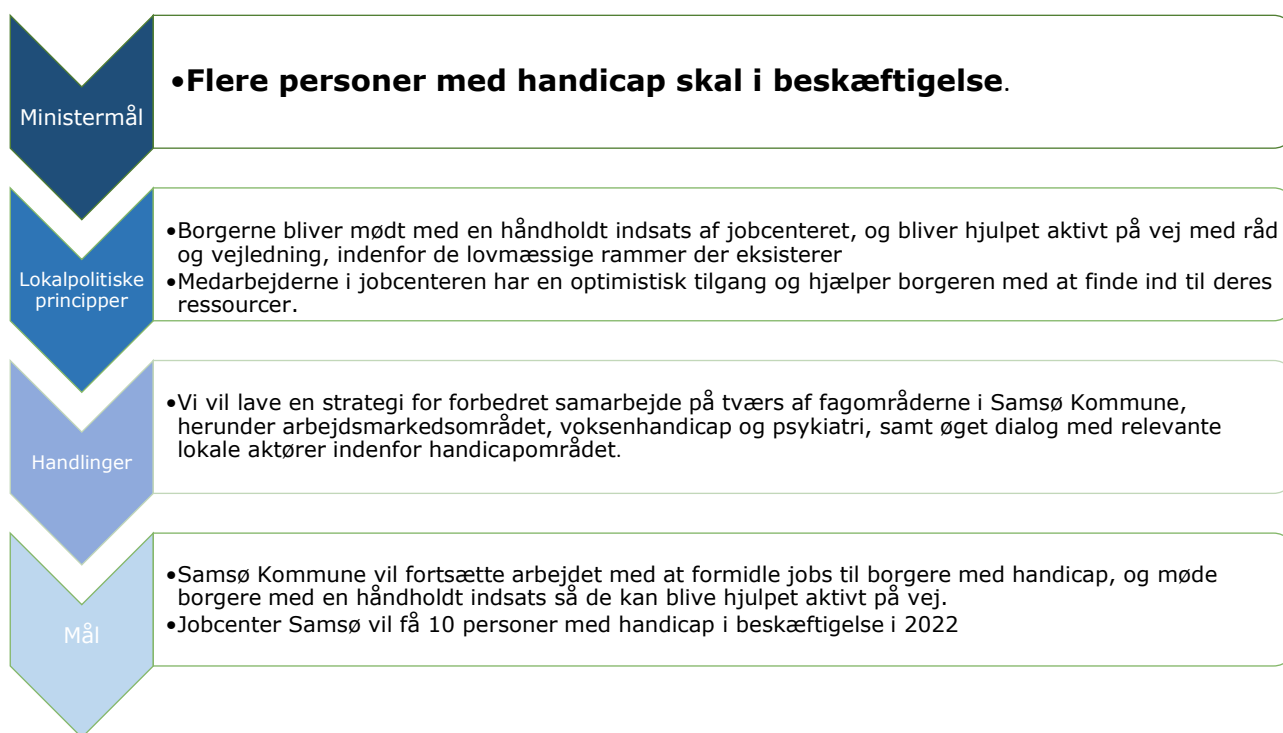 Ministermål
•Flere personer med handicap skal i beskæftigelse.
Lokalpolitiske
principper
•Borgerne bliver mødt med en håndholdt indsats af jobcenteret, og bliver hjulpet aktivt på vej med råd
og vejledning, indenfor de lovmæssige rammer der eksisterer
•Medarbejderne i jobcenteren har en optimistisk tilgang og hjælper borgeren med at finde ind til deres
ressourcer.
Handlinger
•Vi vil lave en strategi for forbedret samarbejde på tværs af fagområderne i Samsø Kommune,
herunder arbejdsmarkedsområdet, voksenhandicap og psykiatri, samt øget dialog med relevante
lokale aktører indenfor handicapområdet.
Mål
•Samsø Kommune vil fortsætte arbejdet med at formidle jobs til borgere med handicap, og møde
borgere med en håndholdt indsats så de kan blive hjulpet aktivt på vej.
•Jobcenter Samsø vil få 10 personer med handicap i beskæftigelse i 2022